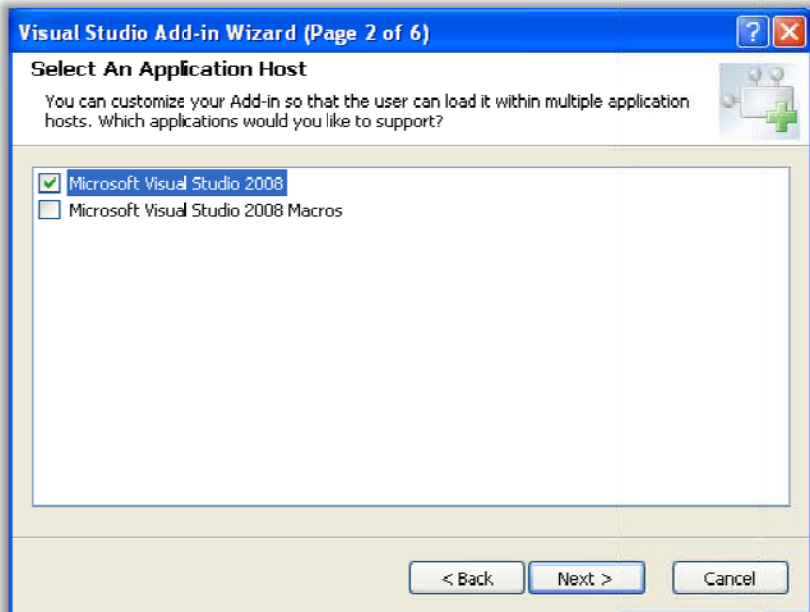 Visual Studio Add-in Wizard (Page 2 of 6)
Select An Application Host
You can customize your Add-in so that the user can load it within multiple application
hosts. Which applications would you like to support?
Microsoft Visual Studio 2008
Microsoft Visual Studio 2008 Macros
< Back Next > Cancel